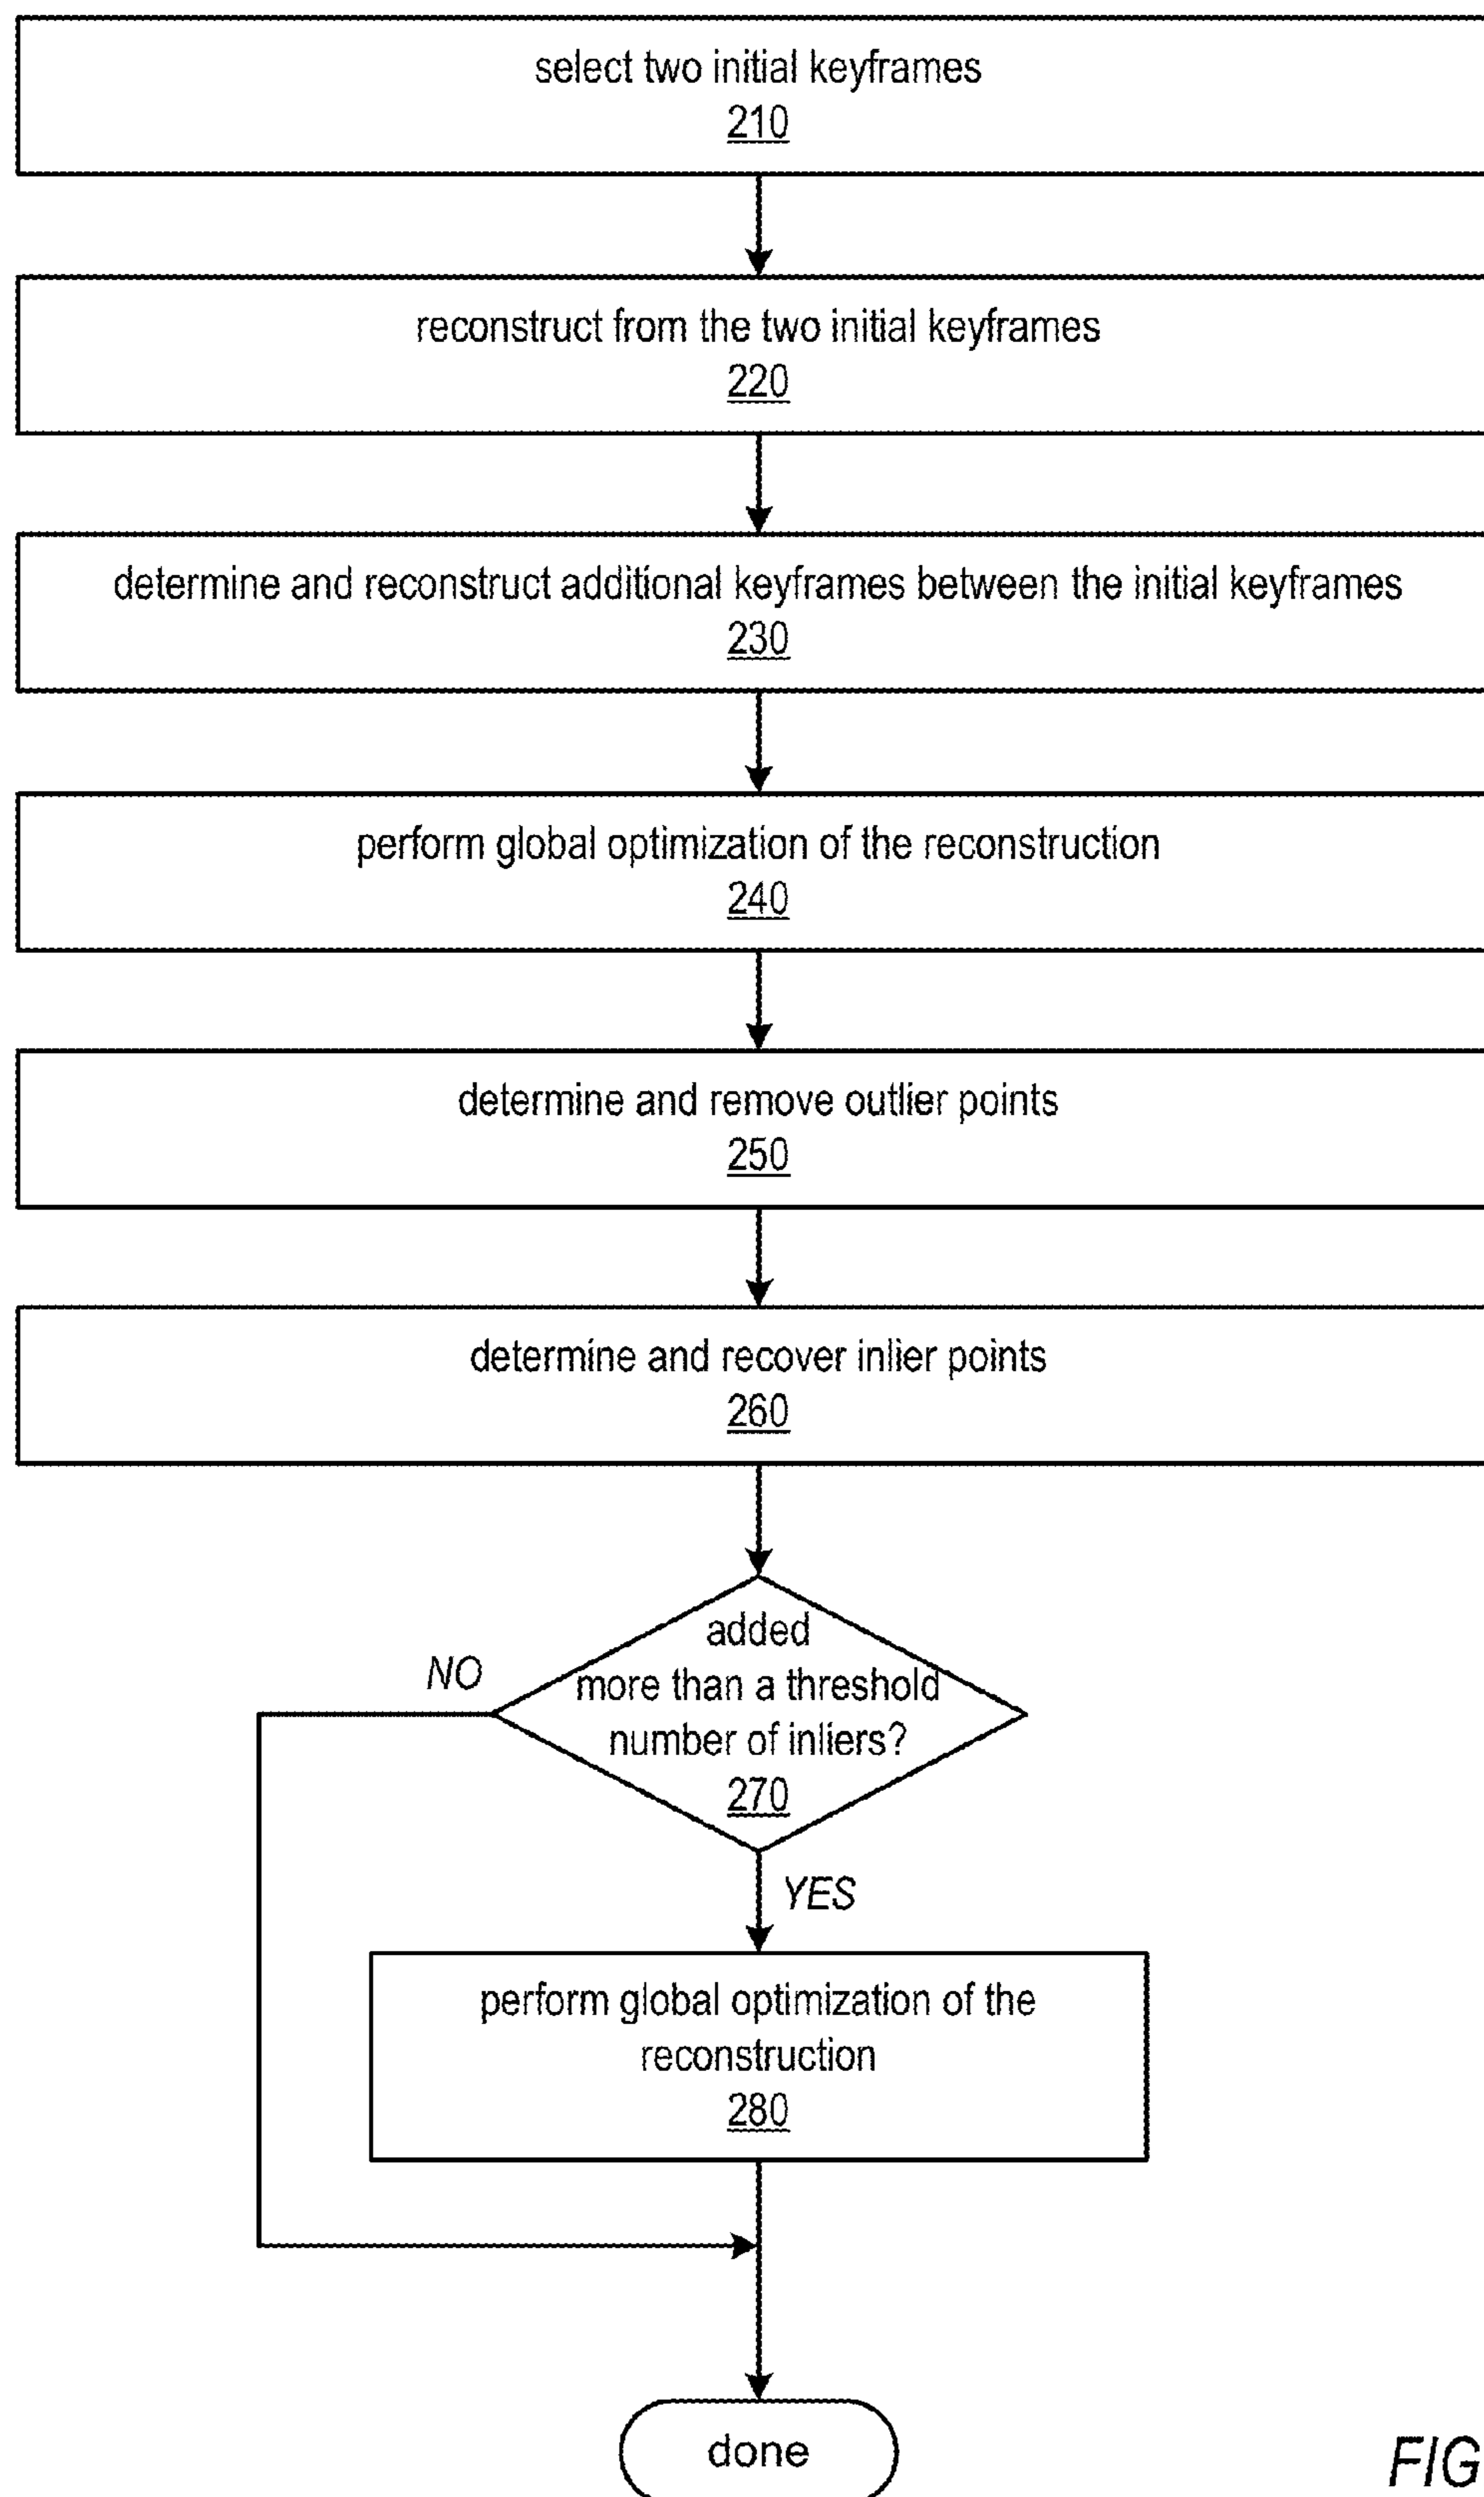 select two initial keyframes
210
reconstruct from the two initial keyframes
220
determine and reconstruct additional keyframes between the initial keyframes
230
perform global optimization of the reconstruction
240
determine and remove outlier points
250
determine and recover inlier points
260
added
more than a threshold
number of inliers?
270
NO
YES
perform global optimization of the
reconstruction
280
done
FIG